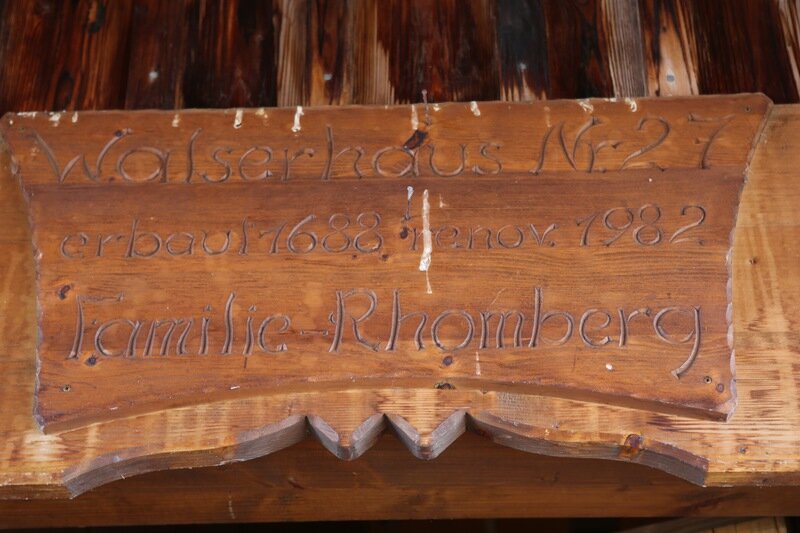 Walserhaus Nr. 27
erbaut 1688 renov. 1982
Familie - Rhomberg